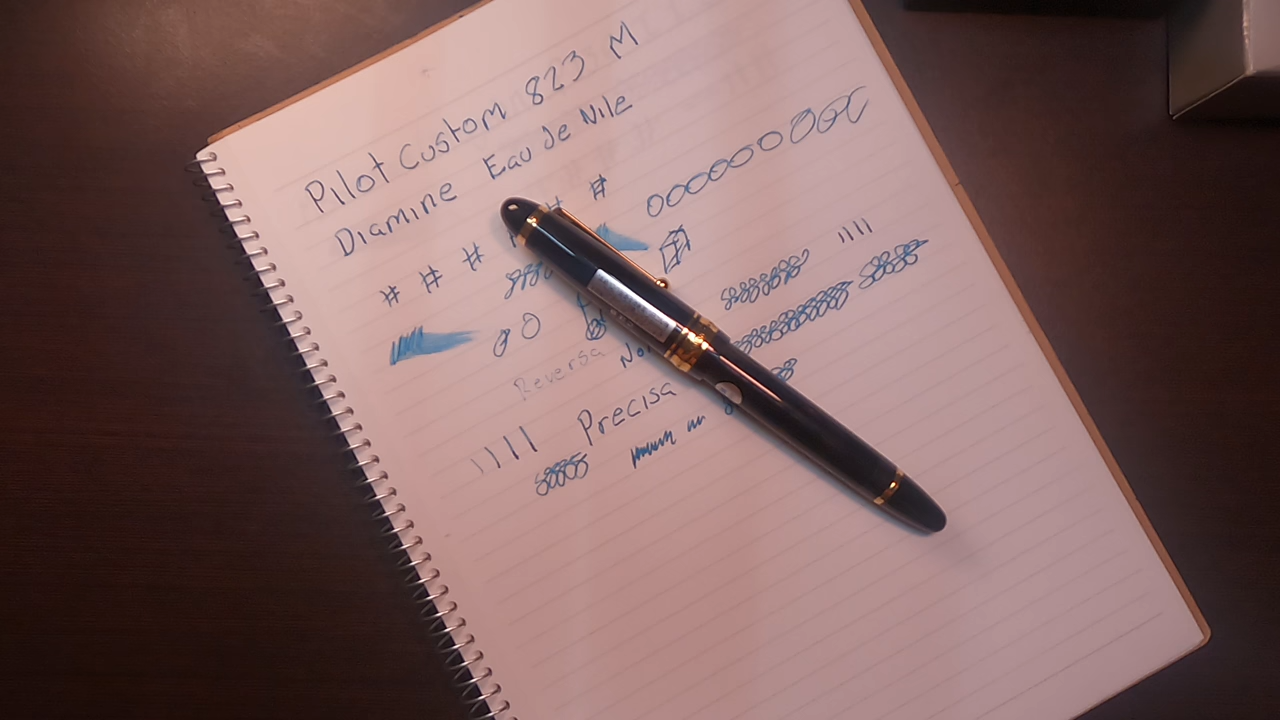 Pilot Custom 823 M
Diamine Eau de Nile
# # # # # #
Reversa
Precisa